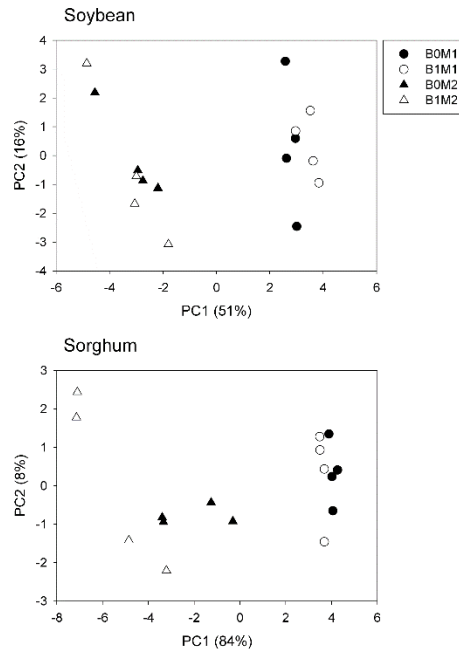 Soybean
B0M1
B1M1
B0M2
B1M2
4
3
2
1
0
-1
-2
-3
-4
PC2 (16%)
-6 -4 -2 0 2 4 6
PC1 (51%)
Sorghum
3
2
1
0
-1
-2
-3
PC2 (8%)
-8 -6 -4 -2 0 2 4 6
PC1 (84%)